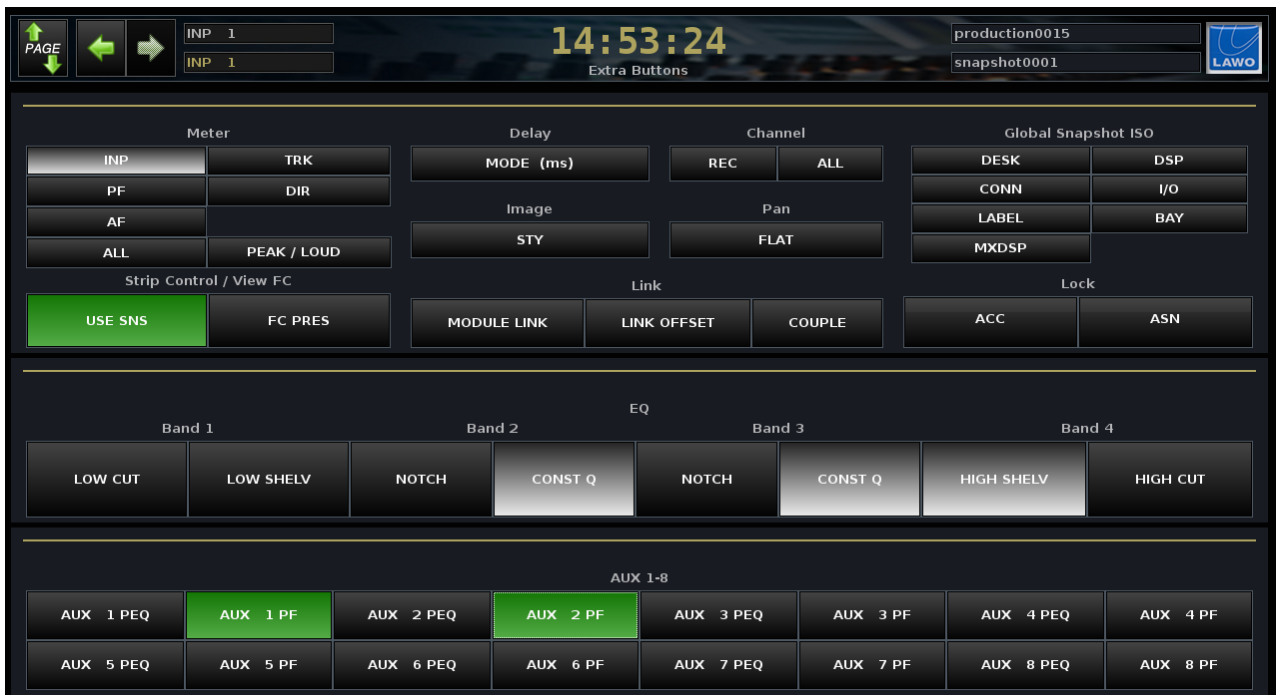 PAGE
INP 1
INP 1
14:53:24
Extra Buttons
production0015
snapshot0001
LAWO
Meter
Delay
Channel
Global Snapshot ISO
INP TRK
MODE (ms)
REC ALL
DESK DSP
PF DIR
CONN I/O
Image
Pan
AF
LABEL BAY
STY
FLAT
ALL PEAK / LOUD
MXDSP
Strip Control / View FC
Link
Lock
USE SNS FC PRES
MODULE LINK LINK OFFSET COUPLE
ACC ASN
EQ
Band 1 Band 2 Band 3 Band 4
LOW CUT LOW SHELV NOTCH CONST Q NOTCH CONST Q HIGH SHELV HIGH CUT
AUX 1-8
AUX 1 PEQ AUX 1 PF AUX 2 PEQ AUX 2 PF AUX 3 PEQ AUX 3 PF AUX 4 PEQ AUX 4 PF
AUX 5 PEQ AUX 5 PF AUX 6 PEQ AUX 6 PF AUX 7 PEQ AUX 7 PF AUX 8 PEQ AUX 8 PF